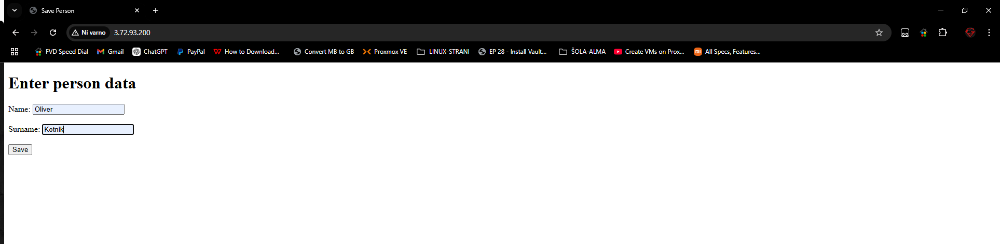 Save Person
Ni varno 3.72.93.200
FVD Speed Dial Gmail ChatGPT PayPal How to Download... Convert MB to GB Proxmox VE LINUX-STRANI EP 28 - Install Vault... ŠOLA-ALMA Create VMs on Prox... All Specs, Features...
Enter person data
Name: Oliver
Surname: Kotnik
Save